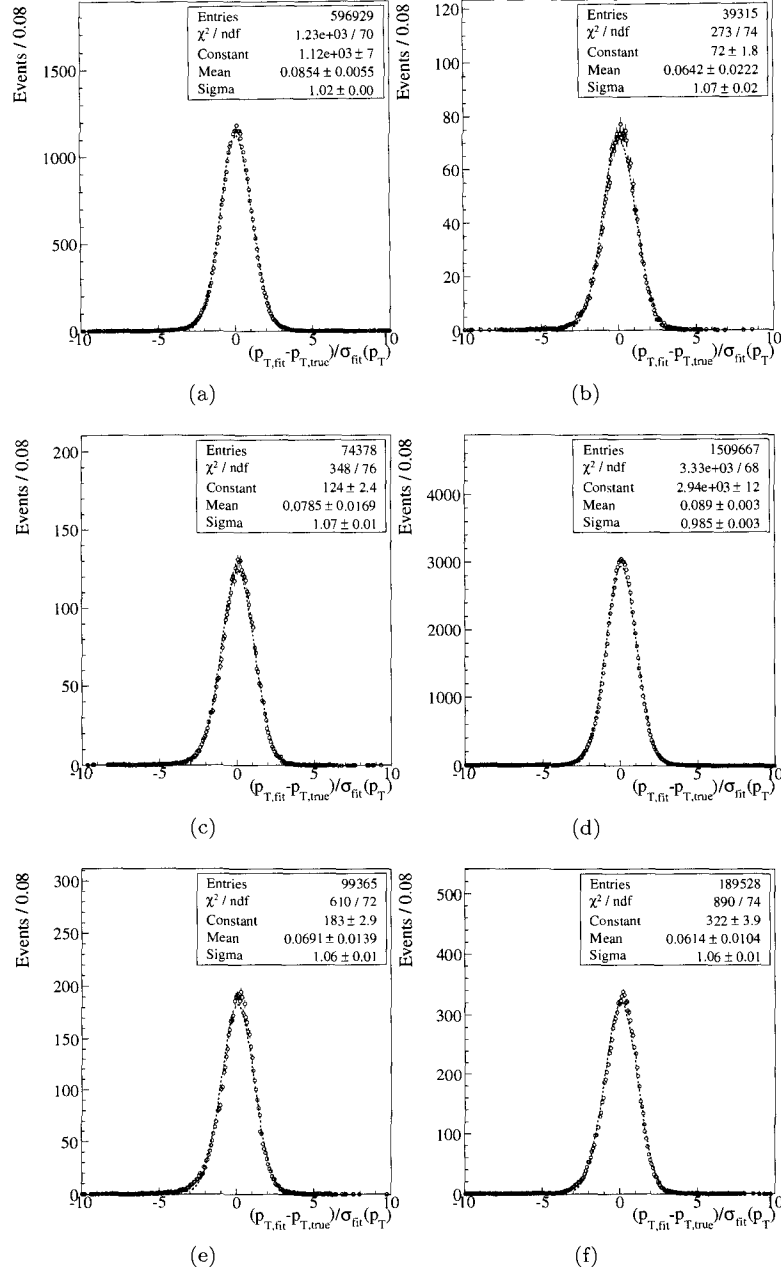 Events / 0.08
Entries 596929
χ² / ndf 1.23e+03 / 70
Constant 1.12e+03 ± 7
Mean 0.0854 ± 0.0055
Sigma 1.02 ± 0.00
1500
1000
500
0
-10 -5 0 5 10
(p_T,fit-p_T,true)/σ_fit(p_T)
(a)
Events / 0.08
Entries 39315
χ² / ndf 273 / 74
Constant 72 ± 1.8
Mean 0.0642 ± 0.0222
Sigma 1.07 ± 0.02
120
100
80
60
40
20
0
-10 -5 0 5 10
(p_T,fit-p_T,true)/σ_fit(p_T)
(b)
Events / 0.08
Entries 74378
χ² / ndf 348 / 76
Constant 124 ± 2.4
Mean 0.0785 ± 0.0169
Sigma 1.07 ± 0.01
200
150
100
50
0
-10 -5 0 5 10
(p_T,fit-p_T,true)/σ_fit(p_T)
(c)
Events / 0.08
Entries 1509667
χ² / ndf 3.33e+03 / 68
Constant 2.94e+03 ± 12
Mean 0.089 ± 0.003
Sigma 0.985 ± 0.003
4000
3000
2000
1000
0
-10 -5 0 5 10
(p_T,fit-p_T,true)/σ_fit(p_T)
(d)
Events / 0.08
Entries 99365
χ² / ndf 610 / 72
Constant 183 ± 2.9
Mean 0.0691 ± 0.0139
Sigma 1.06 ± 0.01
300
250
200
150
100
50
0
-10 -5 0 5 10
(p_T,fit-p_T,true)/σ_fit(p_T)
(e)
Events / 0.08
Entries 189528
χ² / ndf 890 / 74
Constant 322 ± 3.9
Mean 0.0614 ± 0.0104
Sigma 1.06 ± 0.01
500
400
300
200
100
0
-10 -5 0 5 10
(p_T,fit-p_T,true)/σ_fit(p_T)
(f)